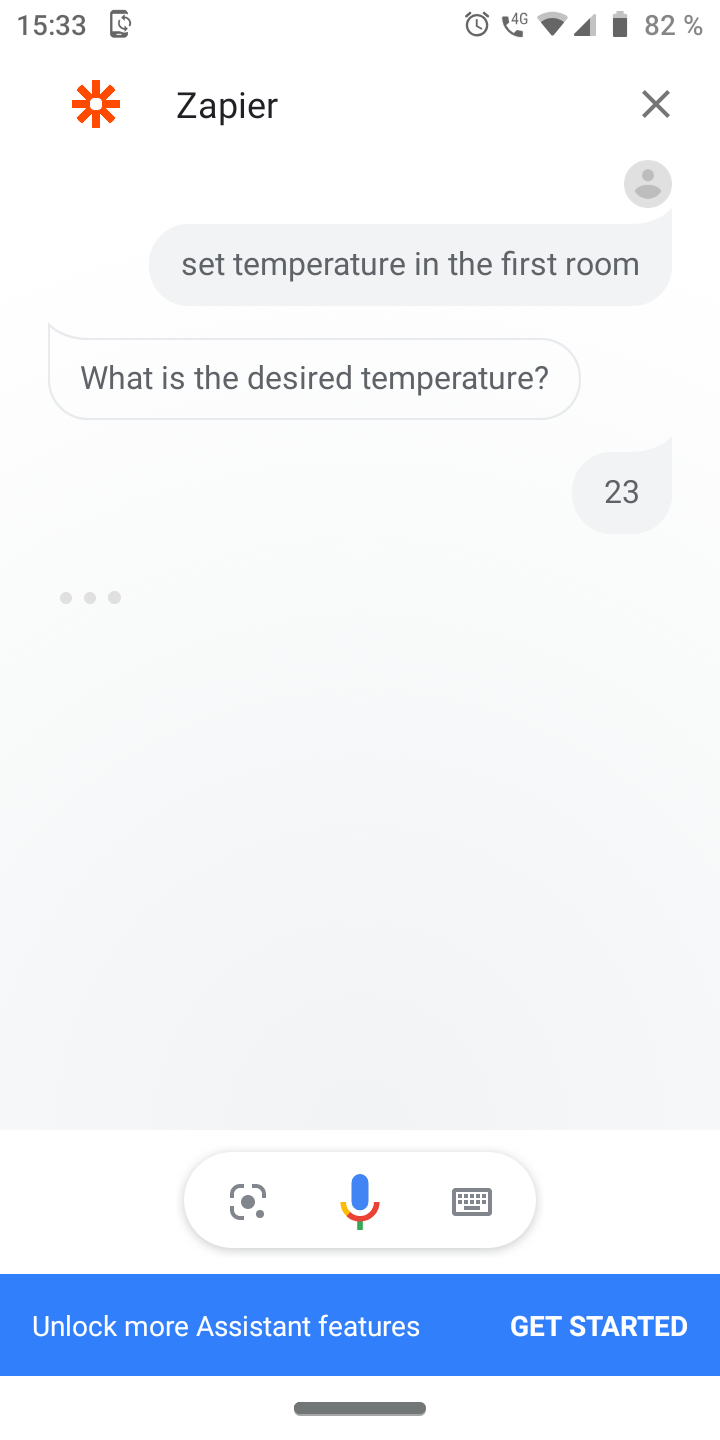 15:33
4G
82 %
Zapier
set temperature in the first room
What is the desired temperature?
23
Unlock more Assistant features
GET STARTED